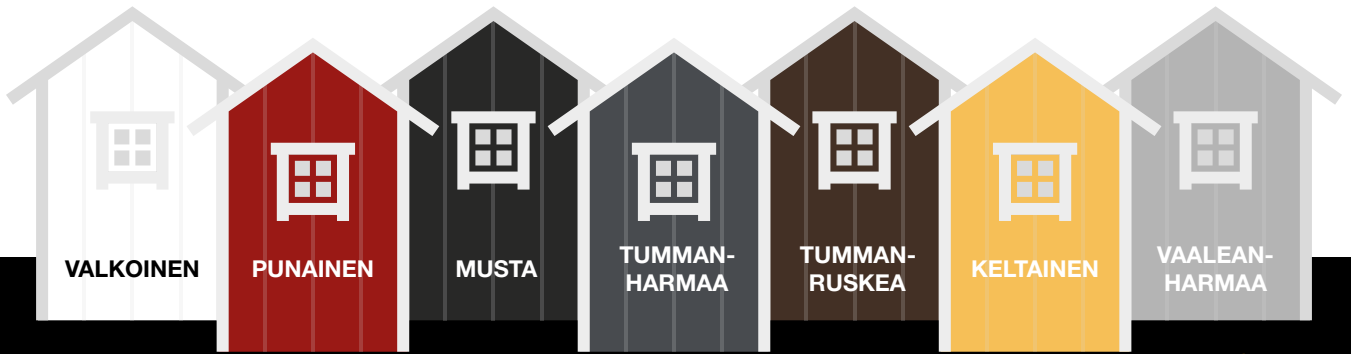 VALKOINEN
PUNAINEN
MUSTA
TUMMAN-
HARMAA
TUMMAN-
RUSKEA
KELTAINEN
VAALEAN-
HARMAA